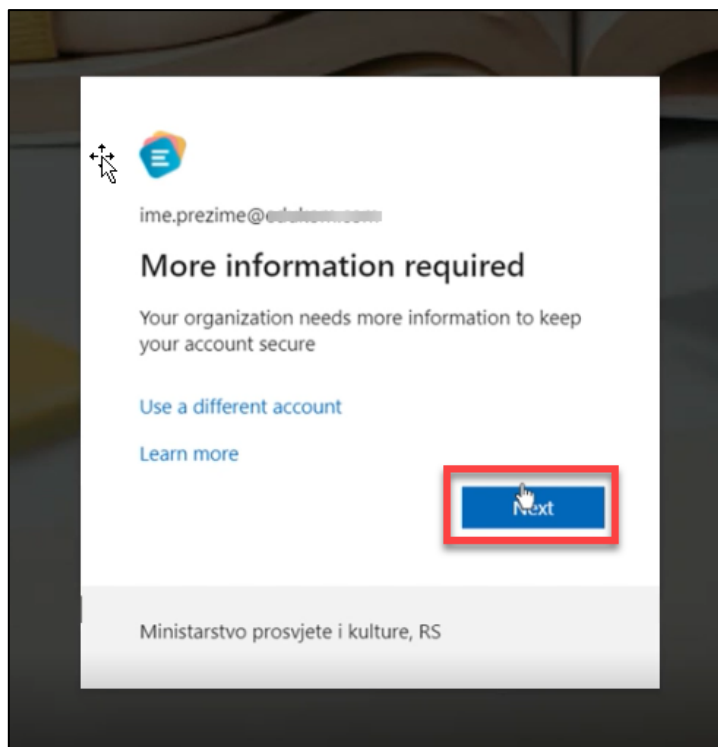 ime.prezime@
More information required
Your organization needs more information to keep
your account secure
Use a different account
Learn more
Next
Ministarstvo prosvjete i kulture, RS